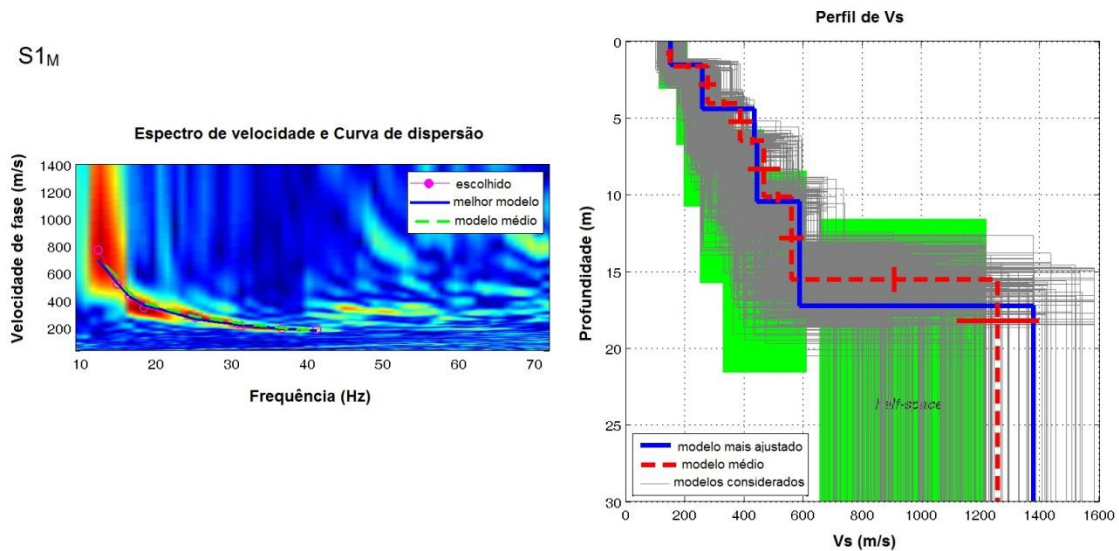 S1M
Espectro de velocidade e Curva de dispersão
Velocidade de fase (m/s)
1400
1200
1000
800
600
400
200
escolhido
melhor modelo
modelo médio
10 20 30 40 50 60 70
Frequência (Hz)
Perfil de Vs
Profundidade (m)
0
5
10
15
20
25
30
half-space
modelo mais ajustado
modelo médio
modelos considerados
0 200 400 600 800 1000 1200 1400 1600
Vs (m/s)